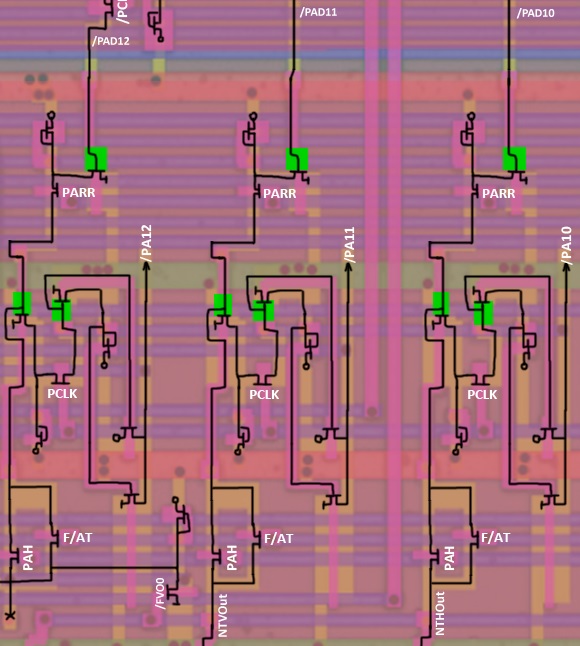 /PCL
/PAD12
/PAD11
/PAD10
PARR
PARR
PARR
/PA12
/PA11
/PA10
PCLK
PCLK
PCLK
PAH
F/AT
/FVO0
PAH
F/AT
PAH
F/AT
NTVOut
NTHOut